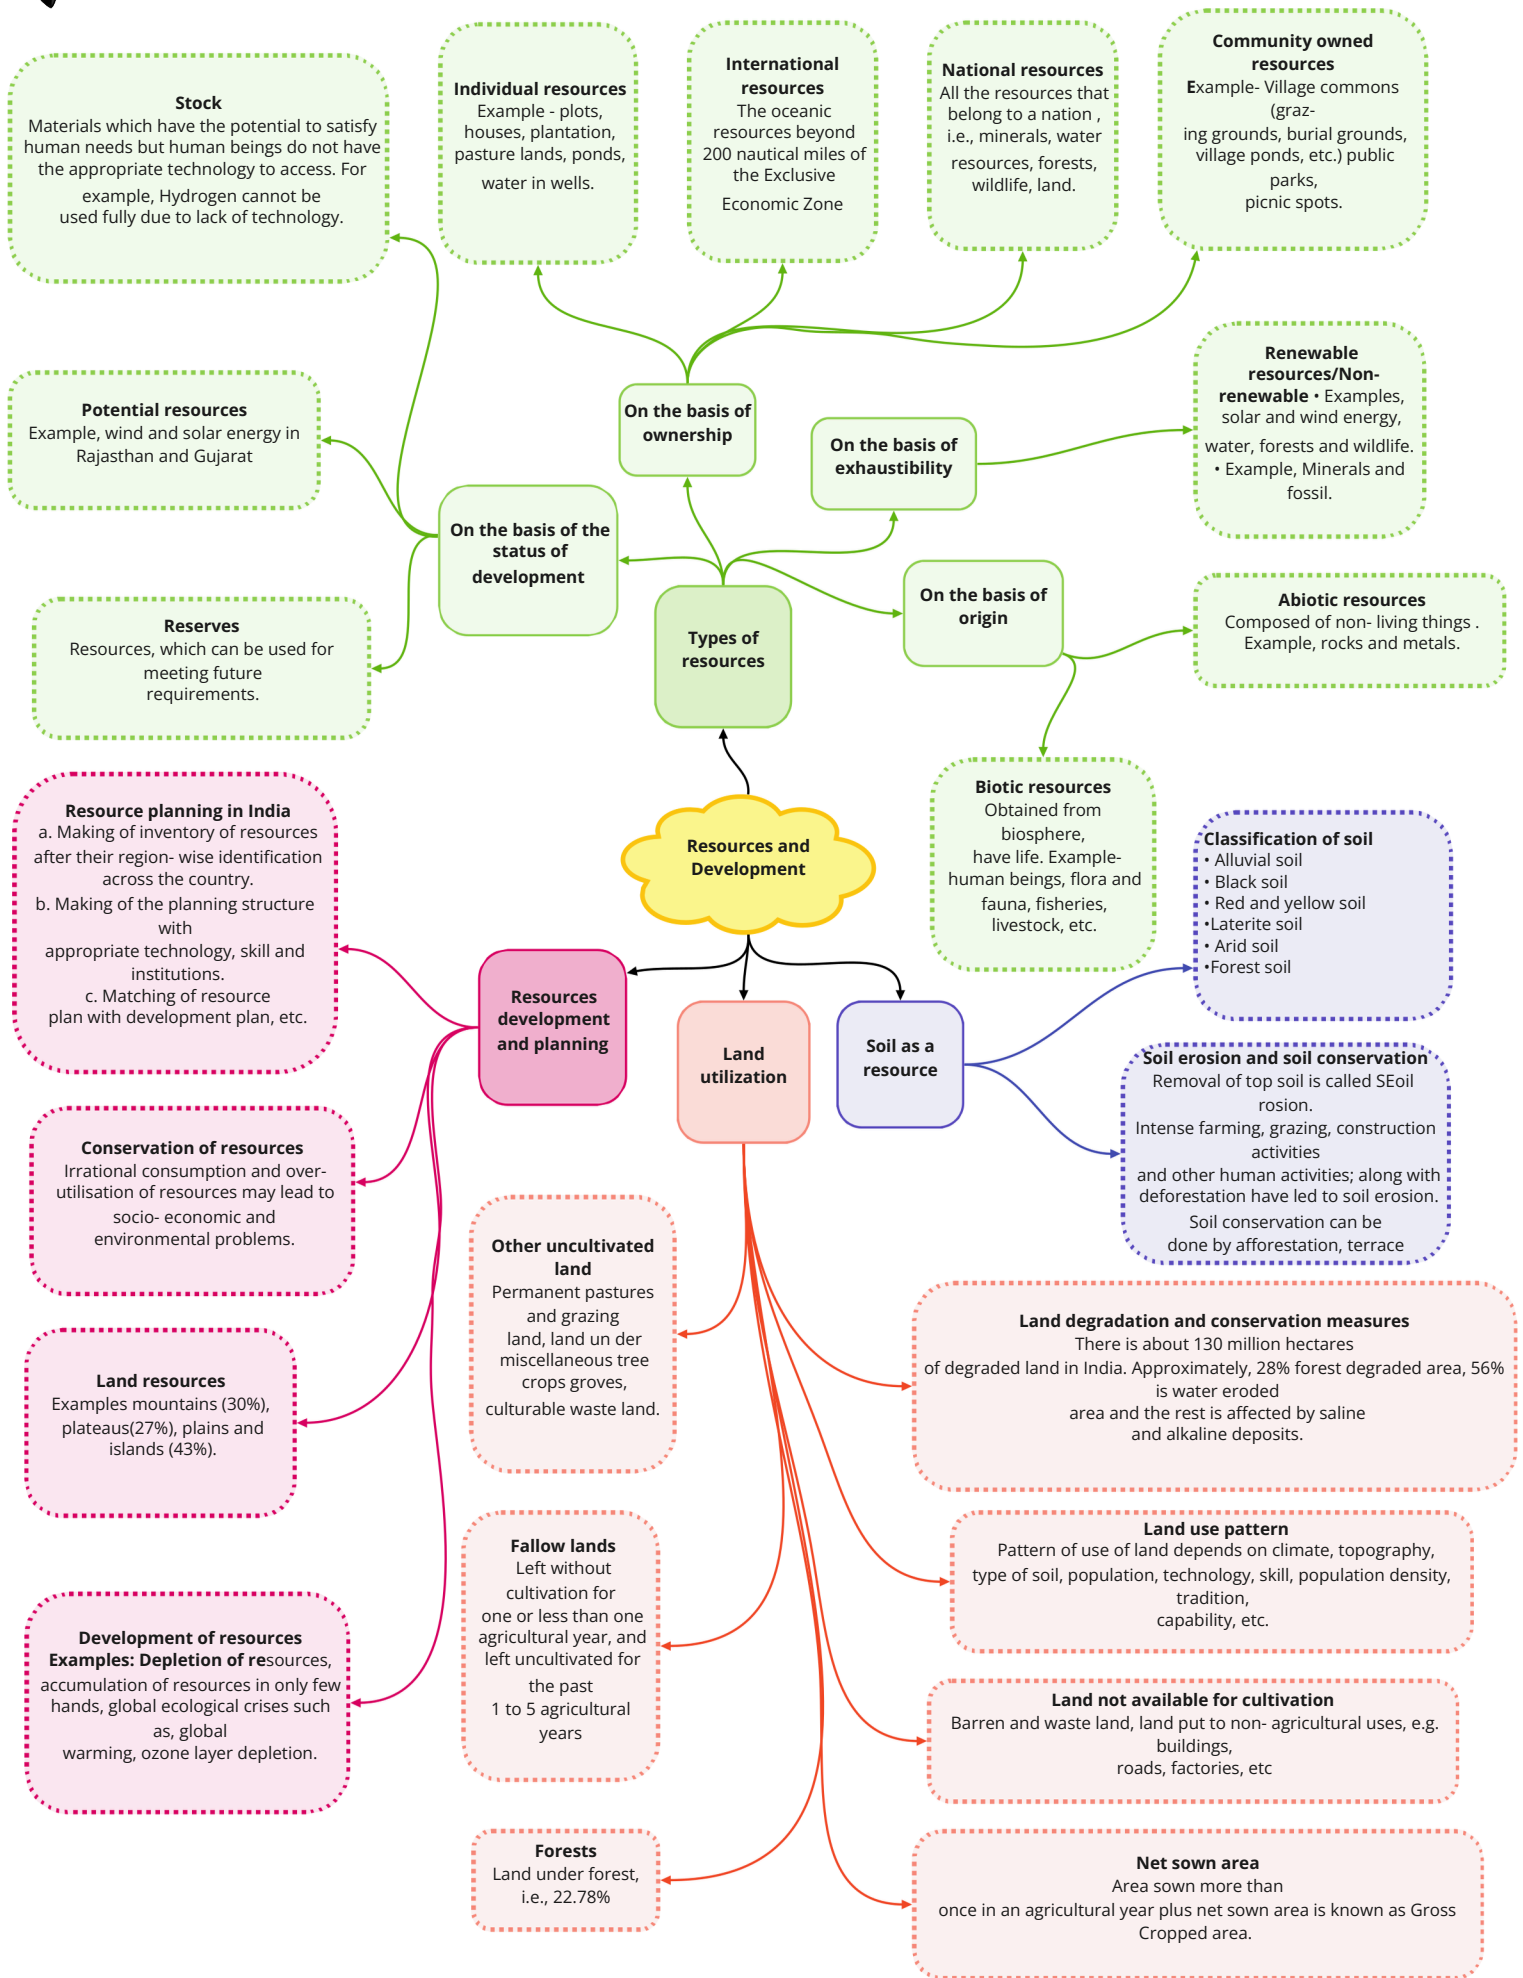 Stock
Materials which have the potential to satisfy
human needs but human beings do not have
the appropriate technology to access. For
example, Hydrogen cannot be
used fully due to lack of technology.
Individual resources
Example - plots,
houses, plantation,
pasture lands, ponds,
water in wells.
International
resources
The oceanic
resources beyond
200 nautical miles of
the Exclusive
Economic Zone
National resources
All the resources that
belong to a nation ,
i.e., minerals, water
resources, forests,
wildlife, land.
Community owned
resources
Example- Village commons
(graz-
ing grounds, burial grounds,
village ponds, etc.) public
parks,
picnic spots.
Potential resources
Example, wind and solar energy in
Rajasthan and Gujarat
On the basis of
ownership
On the basis of
exhaustibility
Renewable
resources/Non-
renewable • Examples,
solar and wind energy,
water, forests and wildlife.
• Example, Minerals and
fossil.
On the basis of the
status of
development
Reserves
Resources, which can be used for
meeting future
requirements.
Types of
resources
On the basis of
origin
Abiotic resources
Composed of non- living things .
Example, rocks and metals.
Biotic resources
Obtained from
biosphere,
have life. Example-
human beings, flora and
fauna, fisheries,
livestock, etc.
Resources and
Development
Resource planning in India
a. Making of inventory of resources
after their region- wise identification
across the country.
b. Making of the planning structure
with
appropriate technology, skill and
institutions.
c. Matching of resource
plan with development plan, etc.
Resources
development
and planning
Land
utilization
Soil as a
resource
Classification of soil
• Alluvial soil
• Black soil
• Red and yellow soil
•Laterite soil
• Arid soil
•Forest soil
Soil erosion and soil conservation
Removal of top soil is called SEoil
rosion.
Intense farming, grazing, construction
activities
and other human activities; along with
deforestation have led to soil erosion.
Soil conservation can be
done by afforestation, terrace
Conservation of resources
Irrational consumption and over-
utilisation of resources may lead to
socio- economic and
environmental problems.
Other uncultivated
land
Permanent pastures
and grazing
land, land un der
miscellaneous tree
crops groves,
culturable waste land.
Land degradation and conservation measures
There is about 130 million hectares
of degraded land in India. Approximately, 28% forest degraded area, 56%
is water eroded
area and the rest is affected by saline
and alkaline deposits.
Land resources
Examples mountains (30%),
plateaus(27%), plains and
islands (43%).
Fallow lands
Left without
cultivation for
one or less than one
agricultural year, and
left uncultivated for
the past
1 to 5 agricultural
years
Land use pattern
Pattern of use of land depends on climate, topography,
type of soil, population, technology, skill, population density,
tradition,
capability, etc.
Development of resources
Examples: Depletion of resources,
accumulation of resources in only few
hands, global ecological crises such
as, global
warming, ozone layer depletion.
Land not available for cultivation
Barren and waste land, land put to non- agricultural uses, e.g.
buildings,
roads, factories, etc
Forests
Land under forest,
i.e., 22.78%
Net sown area
Area sown more than
once in an agricultural year plus net sown area is known as Gross
Cropped area.